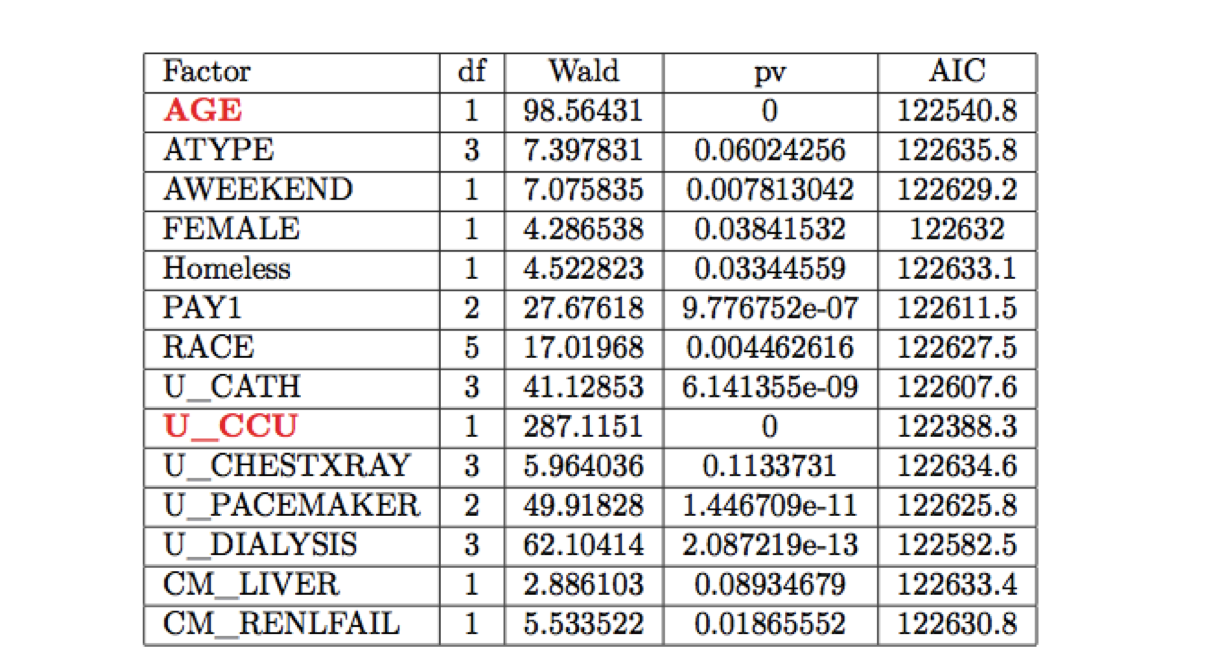 Factor df Wald pv AIC
AGE 1 98.56431 0 122540.8
ATYPE 3 7.397831 0.06024256 122635.8
AWEEKEND 1 7.075835 0.007813042 122629.2
FEMALE 1 4.286538 0.03841532 122632
Homeless 1 4.522823 0.03344559 122633.1
PAY1 2 27.67618 9.776752e-07 122611.5
RACE 5 17.01968 0.004462616 122627.5
U_CATH 3 41.12853 6.141355e-09 122607.6
U_CCU 1 287.1151 0 122388.3
U_CHESTXRAY 3 5.964036 0.1133731 122634.6
U_PACEMAKER 2 49.91828 1.446709e-11 122625.8
U_DIALYSIS 3 62.10414 2.087219e-13 122582.5
CM_LIVER 1 2.886103 0.08934679 122633.4
CM_RENLFAIL 1 5.533522 0.01865552 122630.8